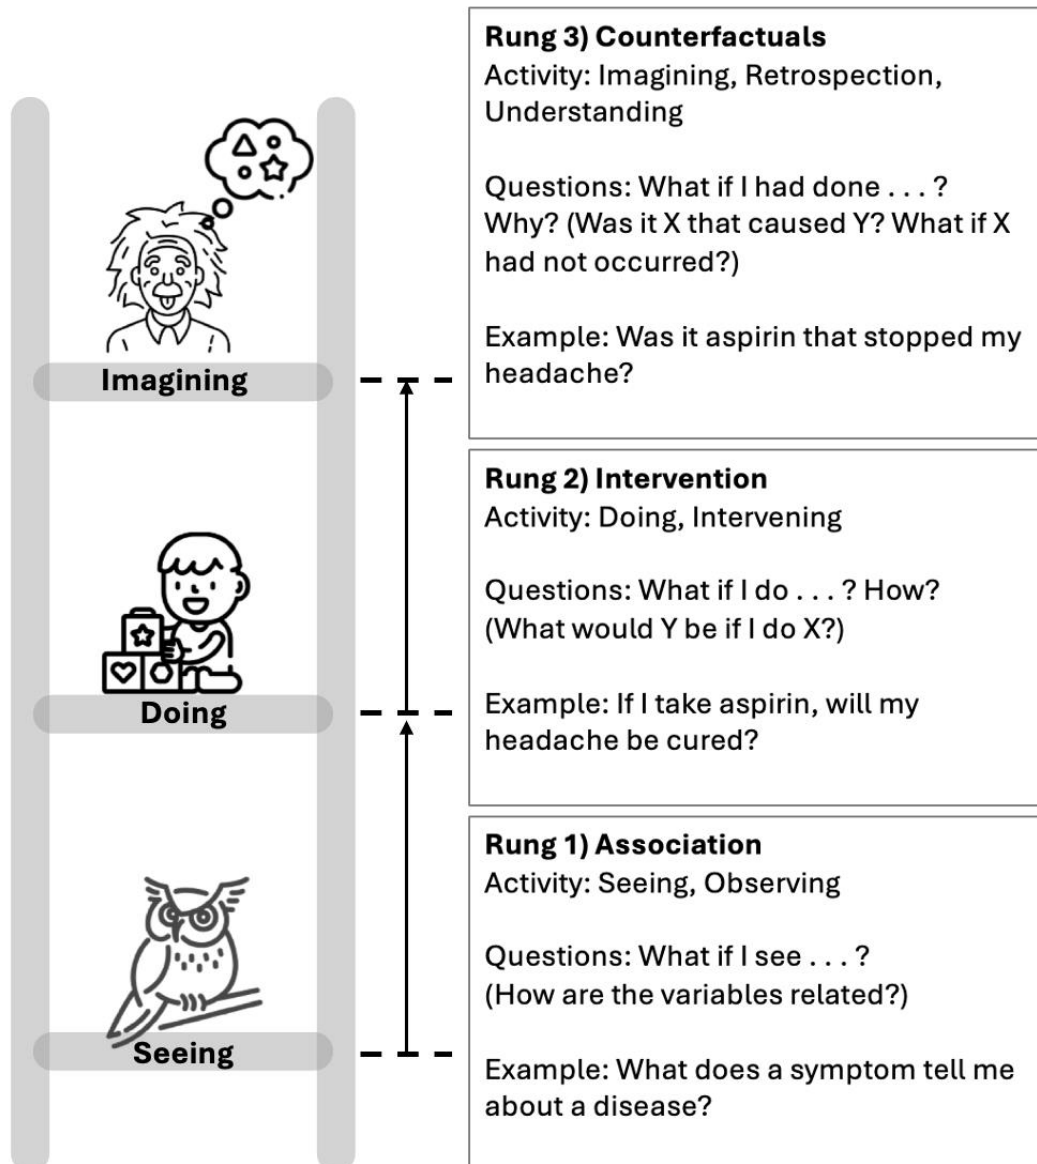 Rung 3) Counterfactuals
Activity: Imagining, Retrospection,
Understanding
Questions: What if I had done . . . ?
Why? (Was it X that caused Y? What if X
had not occurred?)
Example: Was it aspirin that stopped my
headache?
Imagining
Rung 2) Intervention
Activity: Doing, Intervening
Questions: What if I do . . . ? How?
(What would Y be if I do X?)
Example: If I take aspirin, will my
headache be cured?
Doing
Rung 1) Association
Activity: Seeing, Observing
Questions: What if I see . . . ?
(How are the variables related?)
Example: What does a symptom tell me
about a disease?
Seeing